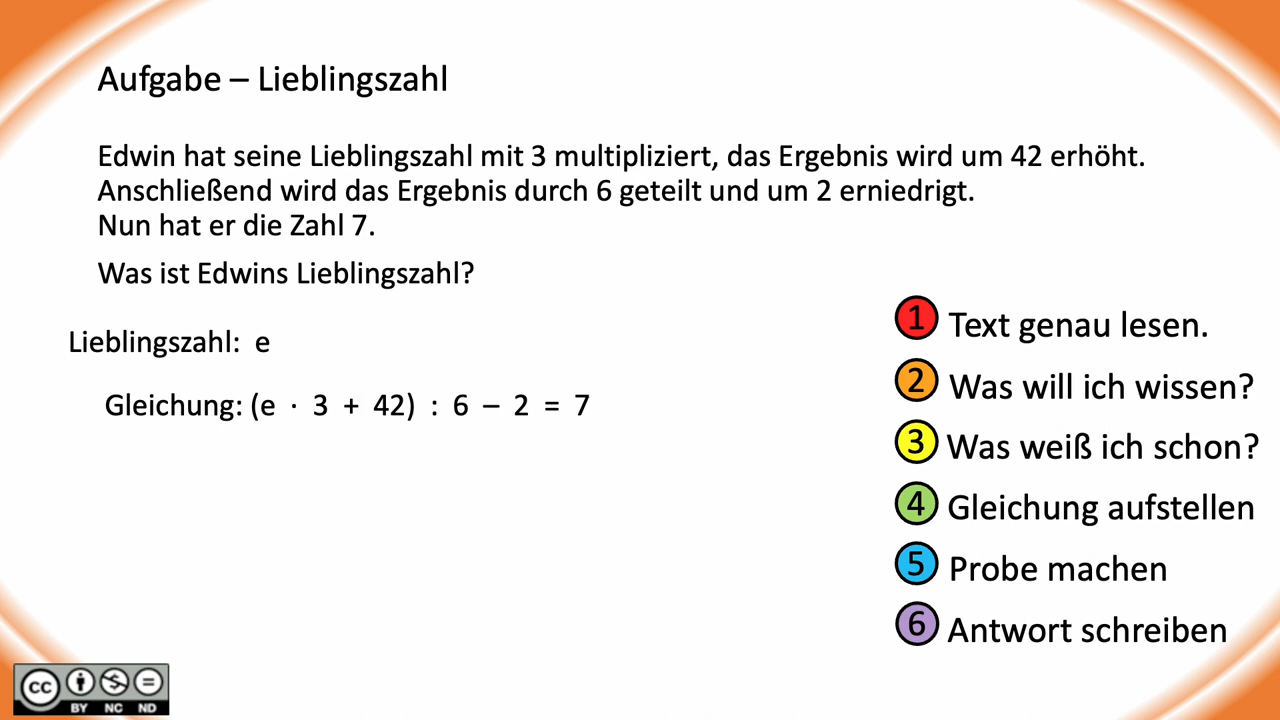 Aufgabe – Lieblingszahl
Edwin hat seine Lieblingszahl mit 3 multipliziert, das Ergebnis wird um 42 erhöht.
Anschließend wird das Ergebnis durch 6 geteilt und um 2 erniedrigt.
Nun hat er die Zahl 7.
Was ist Edwins Lieblingszahl?
Lieblingszahl: e
Gleichung: (e · 3 + 42) : 6 – 2 = 7
1 Text genau lesen.
2 Was will ich wissen?
3 Was weiß ich schon?
4 Gleichung aufstellen
5 Probe machen
6 Antwort schreiben
cc
BY NC ND